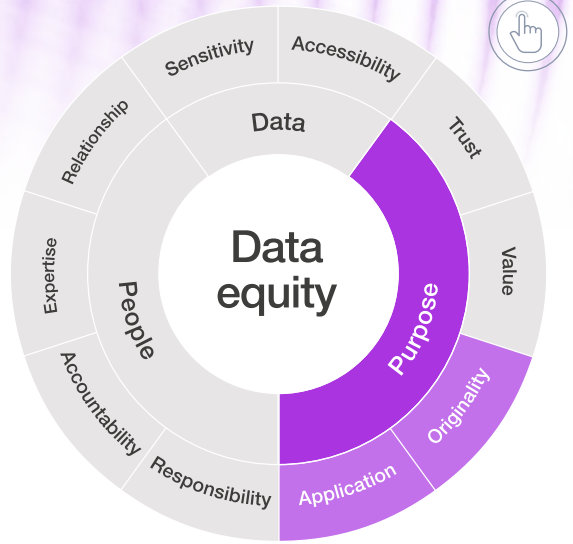 Data
equity
Data
Purpose
People
Sensitivity
Accessibility
Trust
Value
Originality
Application
Responsibility
Accountability
Expertise
Relationship